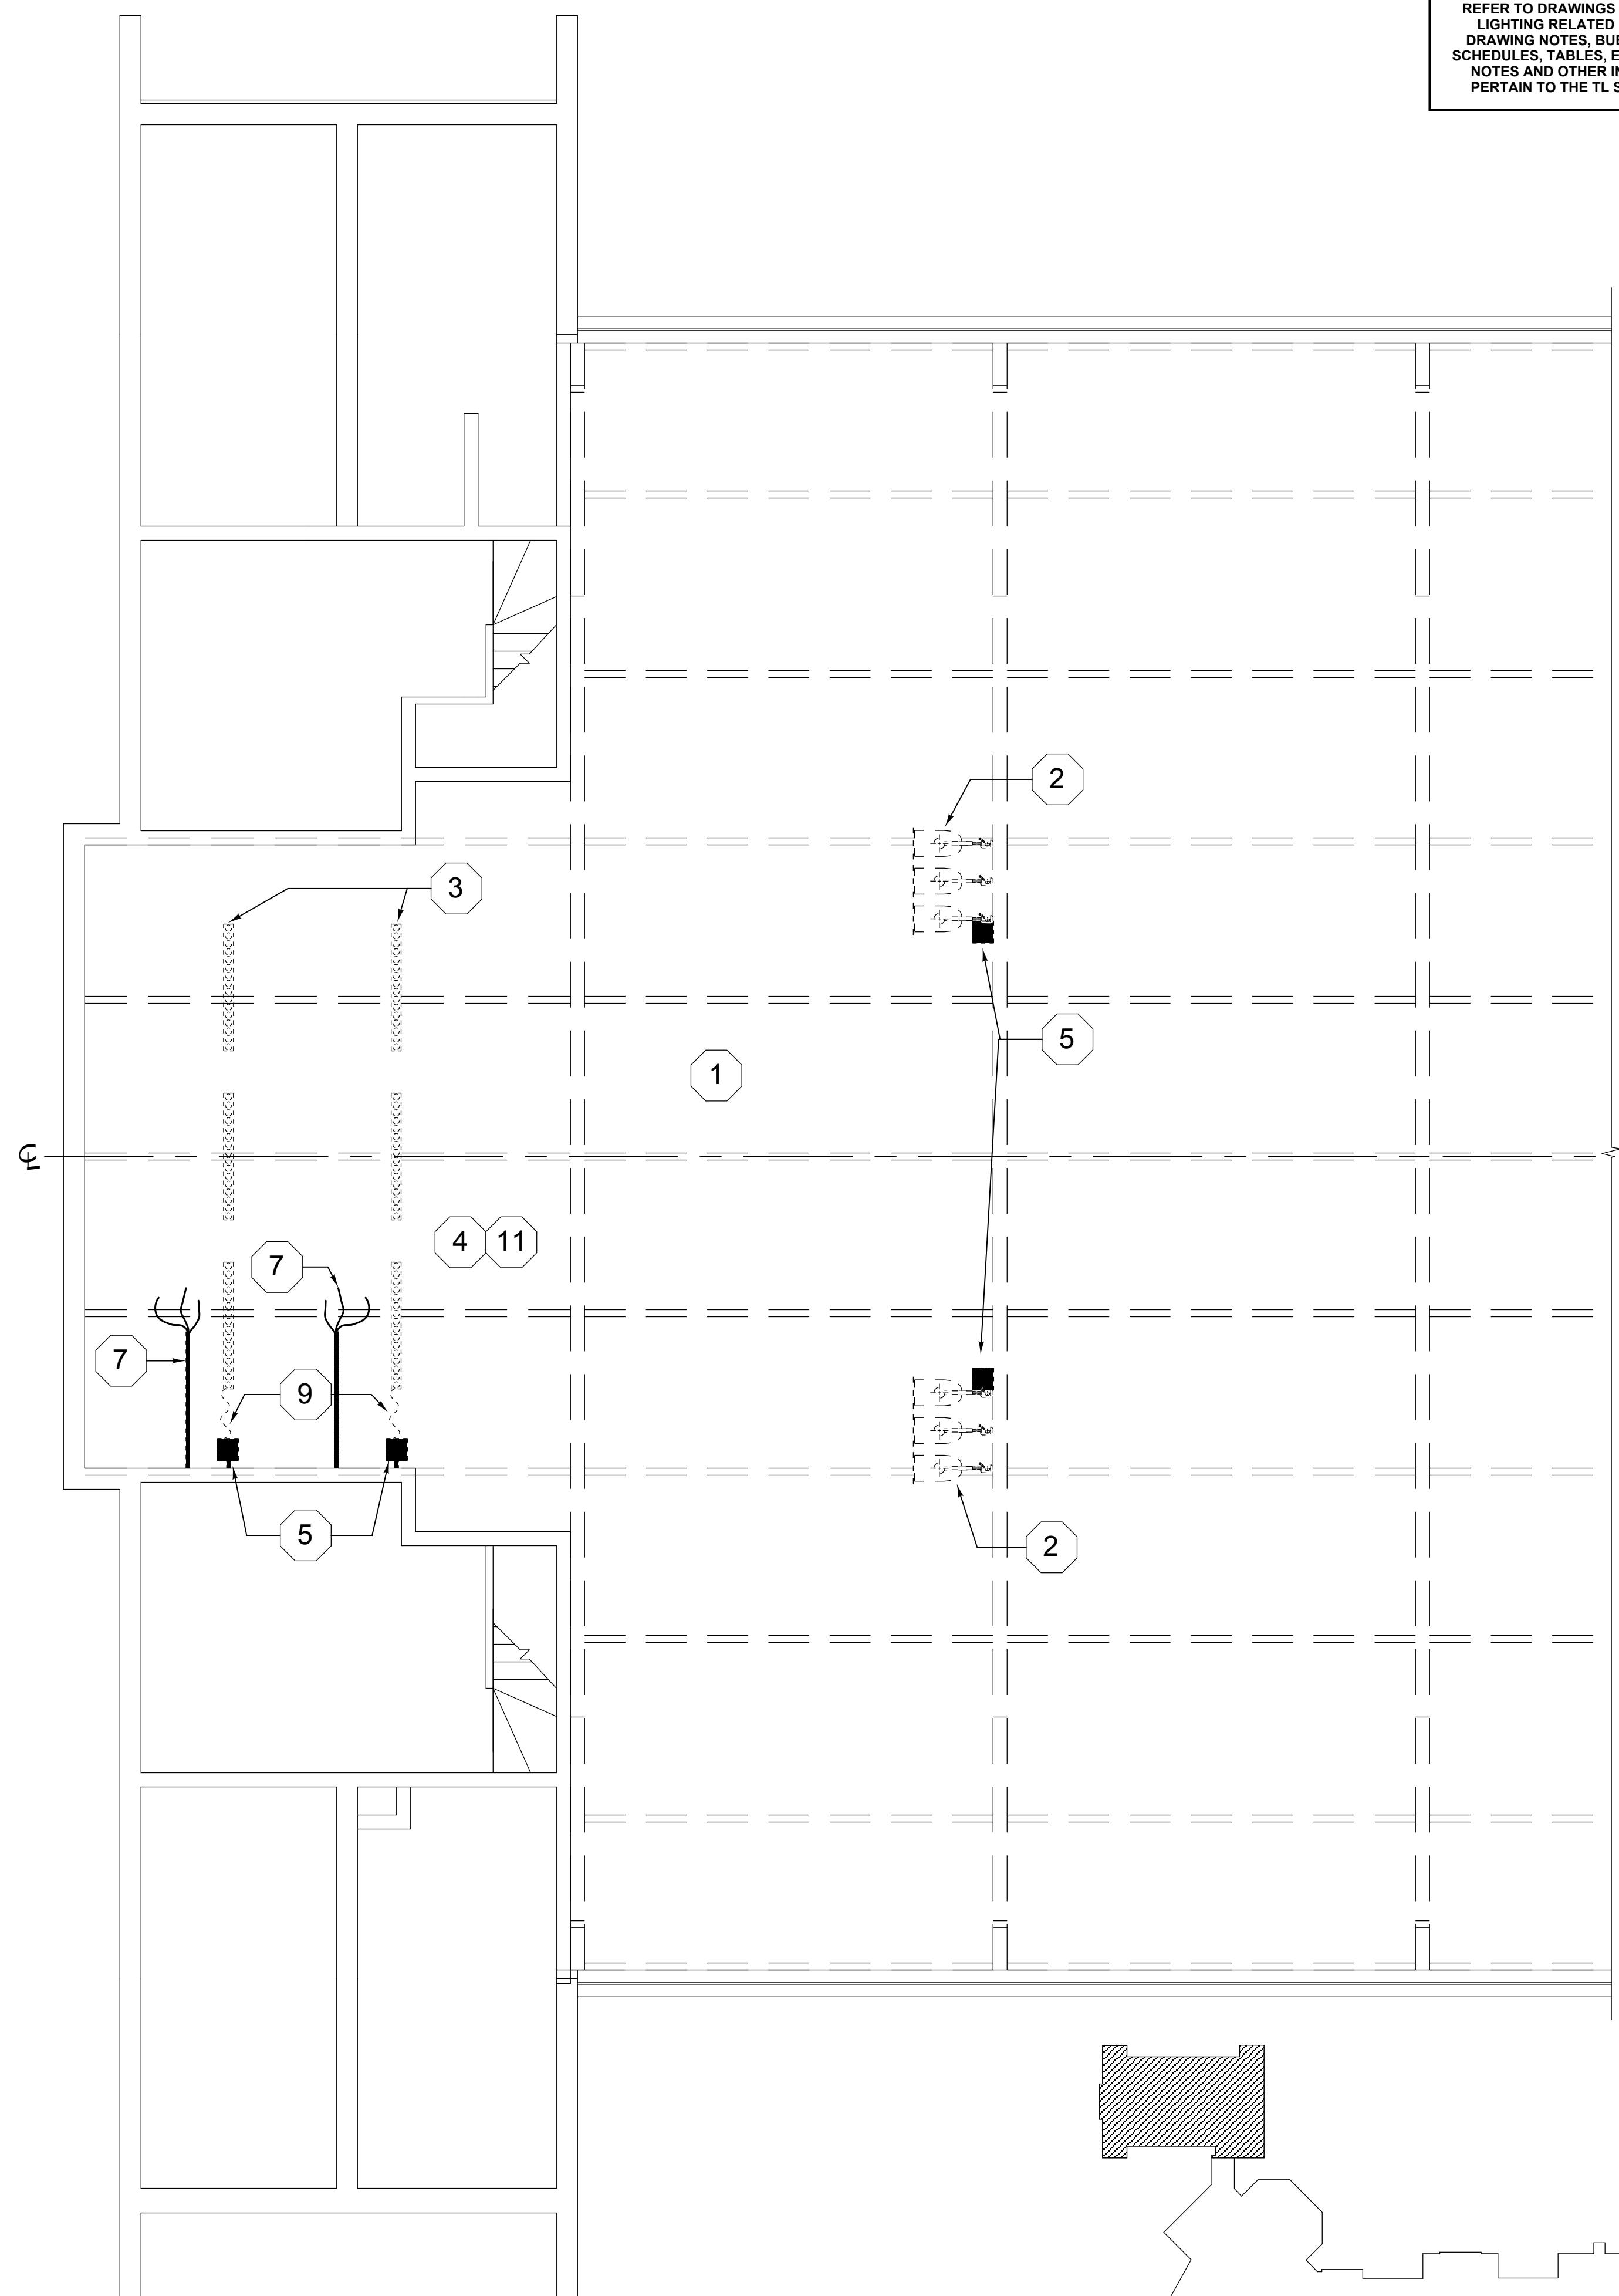 REFER TO DRAWINGS
LIGHTING RELATED
DRAWING NOTES,
SCHEDULES, TABLES,
NOTES AND OTHER
PERTAIN TO THE TL
2
3
5
1
℄
4 11
7
7
9
5
2